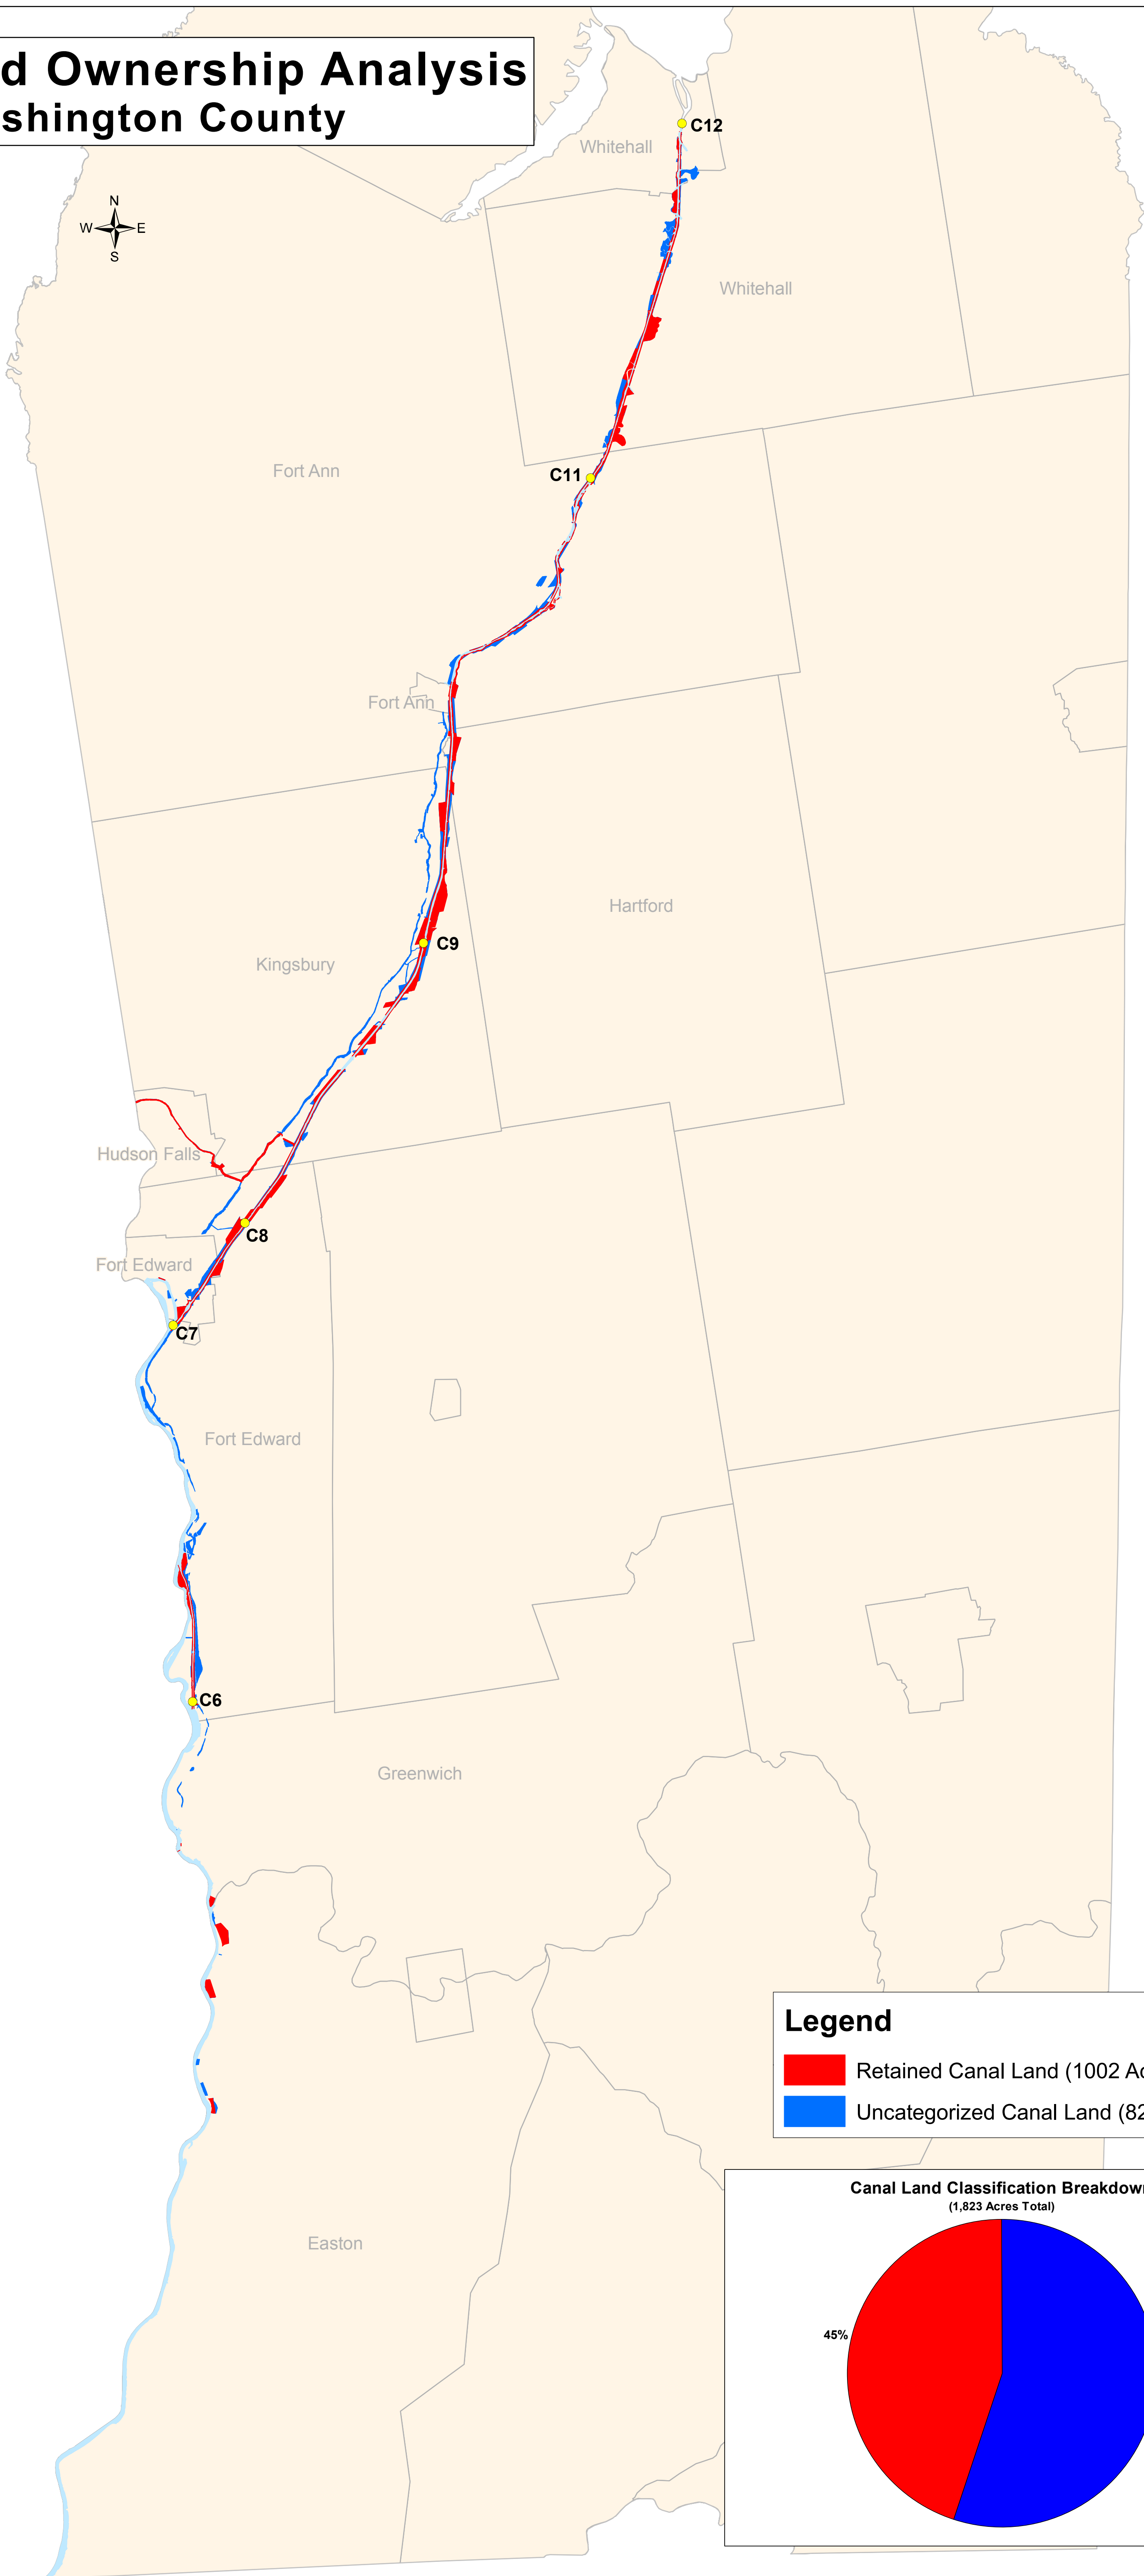 d Ownership Analysis
shington County
N
W E
S
C12
Whitehall
Whitehall
Fort Ann
C11
Fort Ann
Hartford
C9
Kingsbury
Hudson Falls
C8
Fort Edward
C7
Fort Edward
C6
Greenwich
Legend
Retained Canal Land (1002 Ac
Uncategorized Canal Land (82
Canal Land Classification Breakdown
(1,823 Acres Total)
Easton
45%